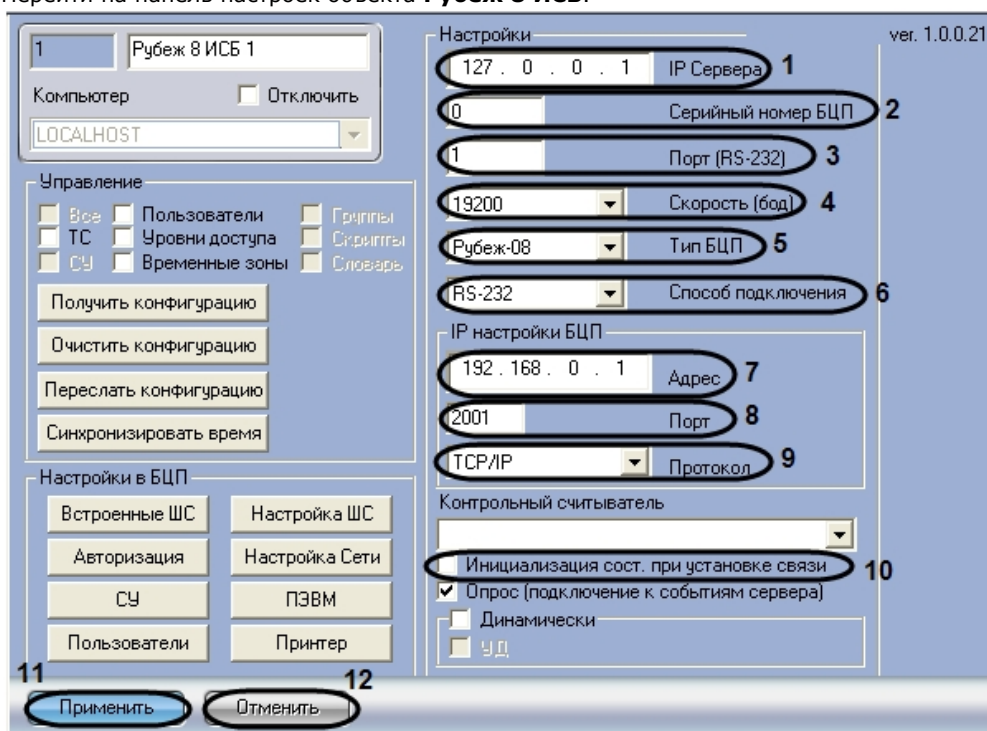 Перейти на панель настроек объекта Рубеж 8 ИСБ.
1 Рубеж 8 ИСБ 1
Компьютер Отключить
LOCALHOST
Управление
Все Пользователи Группы
ТС Уровни доступа Скрипты
СУ Временные зоны Словарь
Получить конфигурацию
Очистить конфигурацию
Переслать конфигурацию
Синхронизировать время
Настройки в БЦП
Встроенные ШС Настройка ШС
Авторизация Настройка Сети
СУ ПЭВМ
Пользователи Принтер
Настройки
ver. 1.0.0.21
127 . 0 . 0 . 1 IP Сервера 1
0 Серийный номер БЦП 2
1 Порт (RS-232) 3
19200 Скорость (бод) 4
Рубеж-08 Тип БЦП 5
RS-232 Способ подключения 6
IP настройки БЦП
192 . 168 . 0 . 1 Адрес 7
2001 Порт 8
TCP/IP Протокол 9
Контрольный считыватель
Инициализация сост. при установке связи 10
Опрос (подключение к событиям сервера)
Динамически
УД
11 12
Применить Отменить